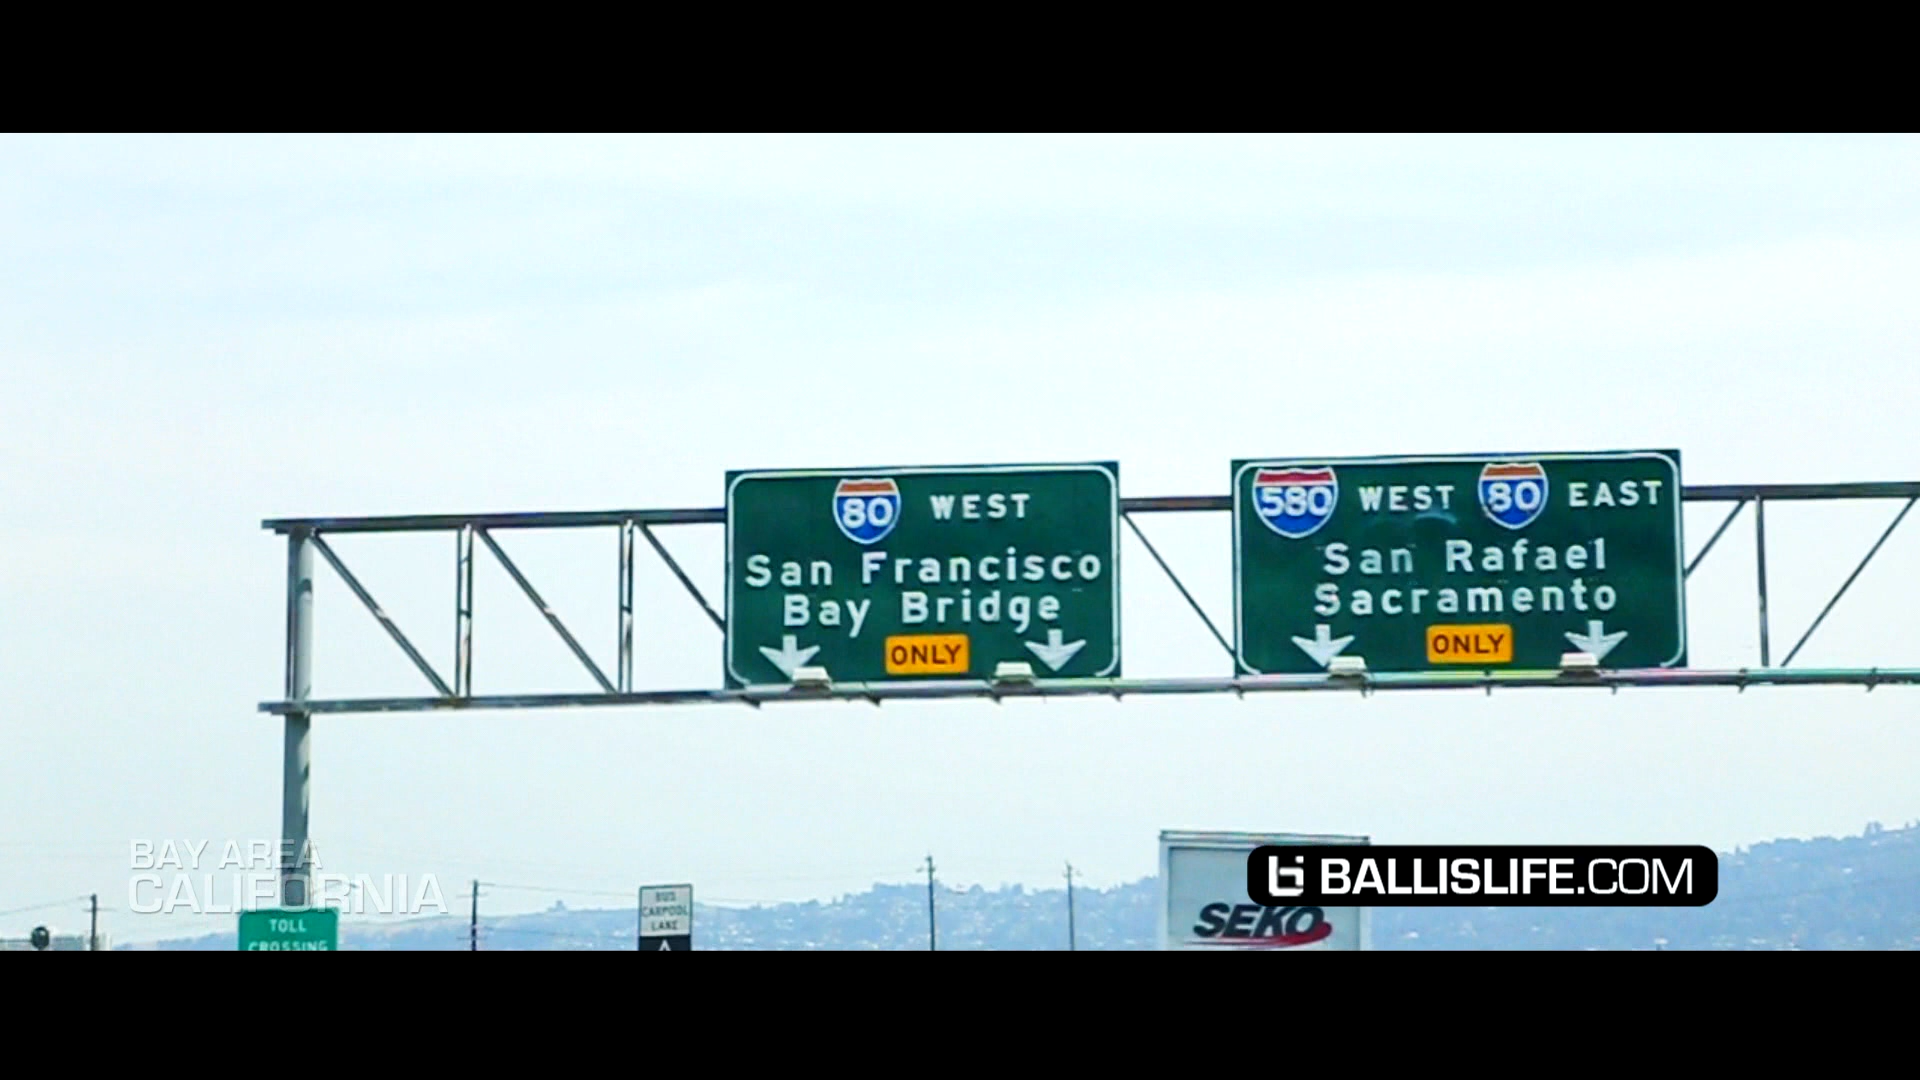 80 WEST
San Francisco
Bay Bridge
ONLY
580 WEST 80 EAST
San Rafael
Sacramento
ONLY
BAY AREA
CALIFORNIA
TOLL
CROSSING
BUS
CARPOOL
LANE
SEKO
BALLISLIFE.COM